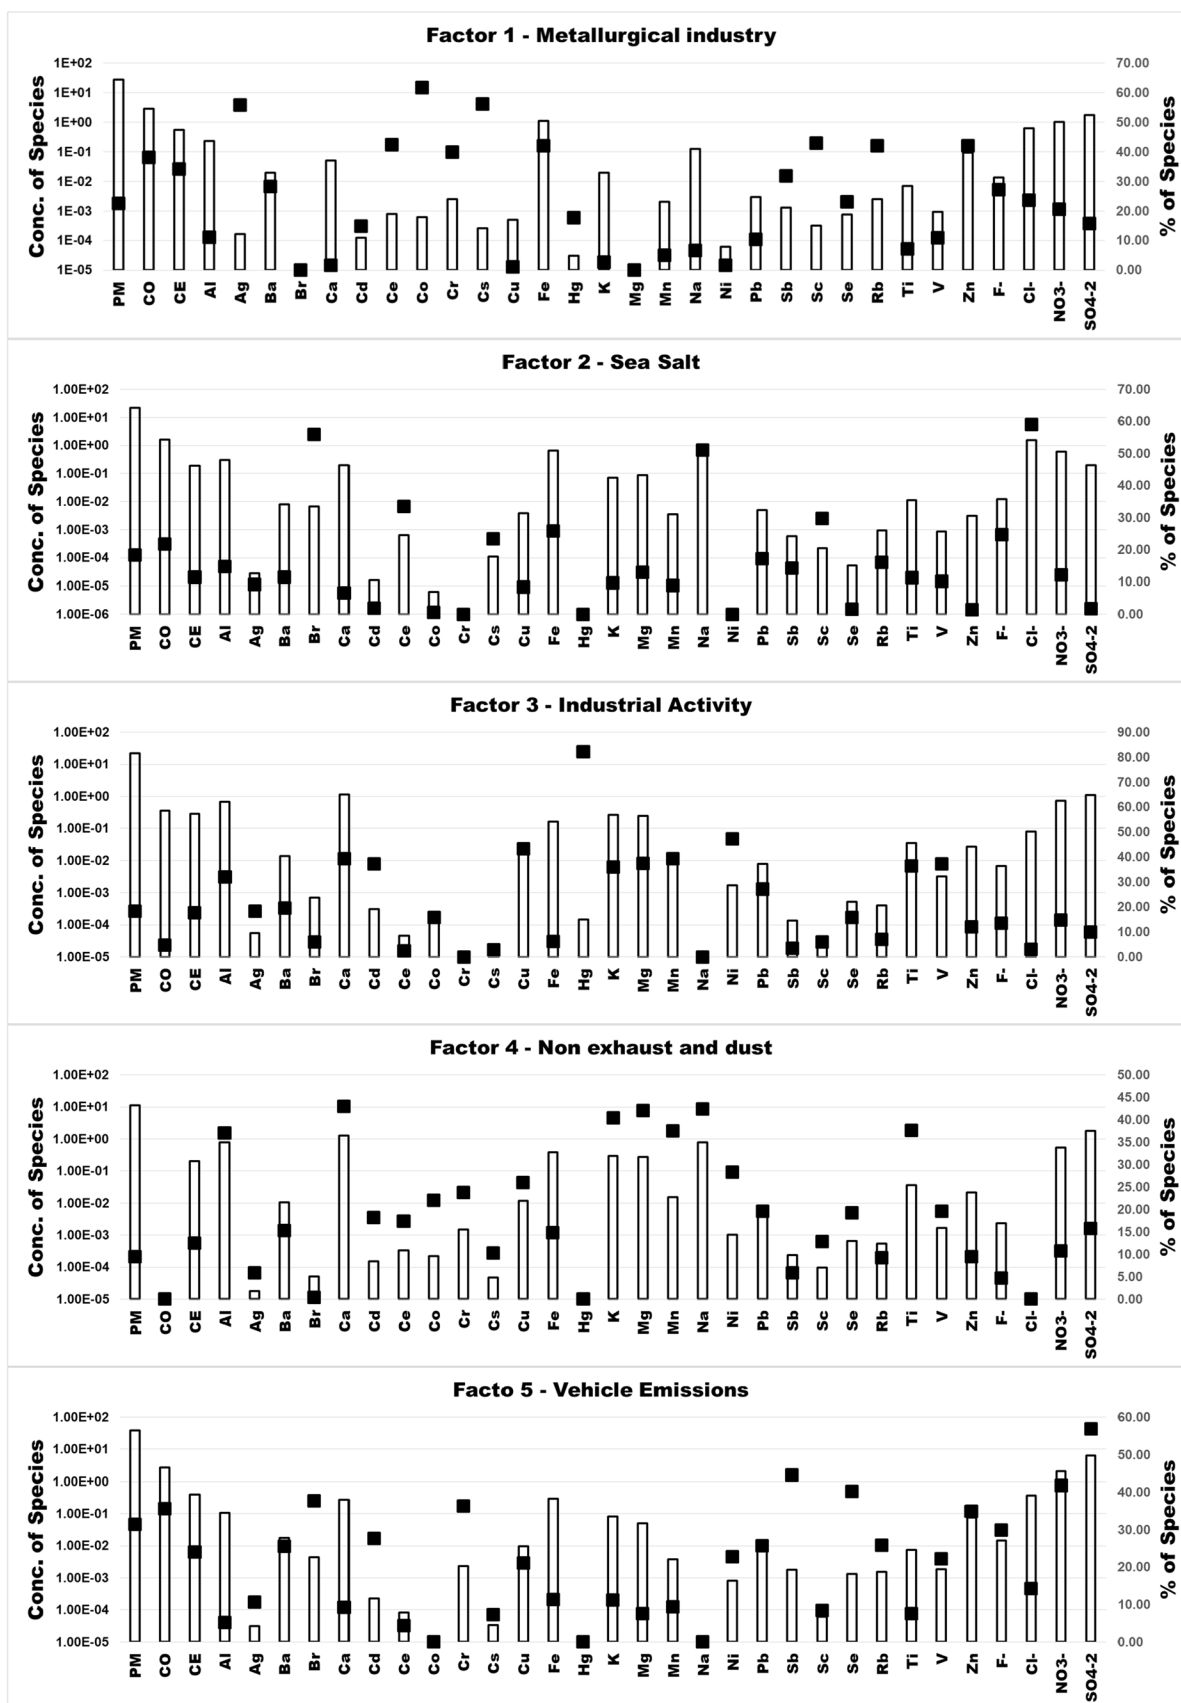 Factor 1 - Metallurgical industry
Conc. of Species
1E+02
1E+01
1E+00
1E-01
1E-02
1E-03
1E-04
1E-05
70.00
60.00
50.00
40.00
30.00
20.00
10.00
0.00
% of Species
PM CO CE Al Ag Ba Br Ca Cd Ce Co Cr Cs Cu Fe Hg K Mg Mn Na Ni Pb Sb Sc Se Rb Ti V Zn F- Cl- NO3- SO4-2
Factor 2 - Sea Salt
Conc. of Species
1.00E+02
1.00E+01
1.00E+00
1.00E-01
1.00E-02
1.00E-03
1.00E-04
1.00E-05
1.00E-06
70.00
60.00
50.00
40.00
30.00
20.00
10.00
0.00
% of Species
PM CO CE Al Ag Ba Br Ca Cd Ce Co Cr Cs Cu Fe Hg K Mg Mn Na Ni Pb Sb Sc Se Rb Ti V Zn F- Cl- NO3- SO4-2
Factor 3 - Industrial Activity
Conc. of Species
1.00E+02
1.00E+01
1.00E+00
1.00E-01
1.00E-02
1.00E-03
1.00E-04
1.00E-05
90.00
80.00
70.00
60.00
50.00
40.00
30.00
20.00
10.00
0.00
% of Species
PM CO CE Al Ag Ba Br Ca Cd Ce Co Cr Cs Cu Fe Hg K Mg Mn Na Ni Pb Sb Sc Se Rb Ti V Zn F- Cl- NO3- SO4-2
Factor 4 - Non exhaust and dust
Conc. of Species
1.00E+02
1.00E+01
1.00E+00
1.00E-01
1.00E-02
1.00E-03
1.00E-04
1.00E-05
50.00
45.00
40.00
35.00
30.00
25.00
20.00
15.00
10.00
5.00
0.00
% of Species
PM CO CE Al Ag Ba Br Ca Cd Ce Co Cr Cs Cu Fe Hg K Mg Mn Na Ni Pb Sb Sc Se Rb Ti V Zn F- Cl- NO3- SO4-2
Facto 5 - Vehicle Emissions
Conc. of Species
1.00E+02
1.00E+01
1.00E+00
1.00E-01
1.00E-02
1.00E-03
1.00E-04
1.00E-05
60.00
50.00
40.00
30.00
20.00
10.00
0.00
% of Species
PM CO CE Al Ag Ba Br Ca Cd Ce Co Cr Cs Cu Fe Hg K Mg Mn Na Ni Pb Sb Sc Se Rb Ti V Zn F- Cl- NO3- SO4-2